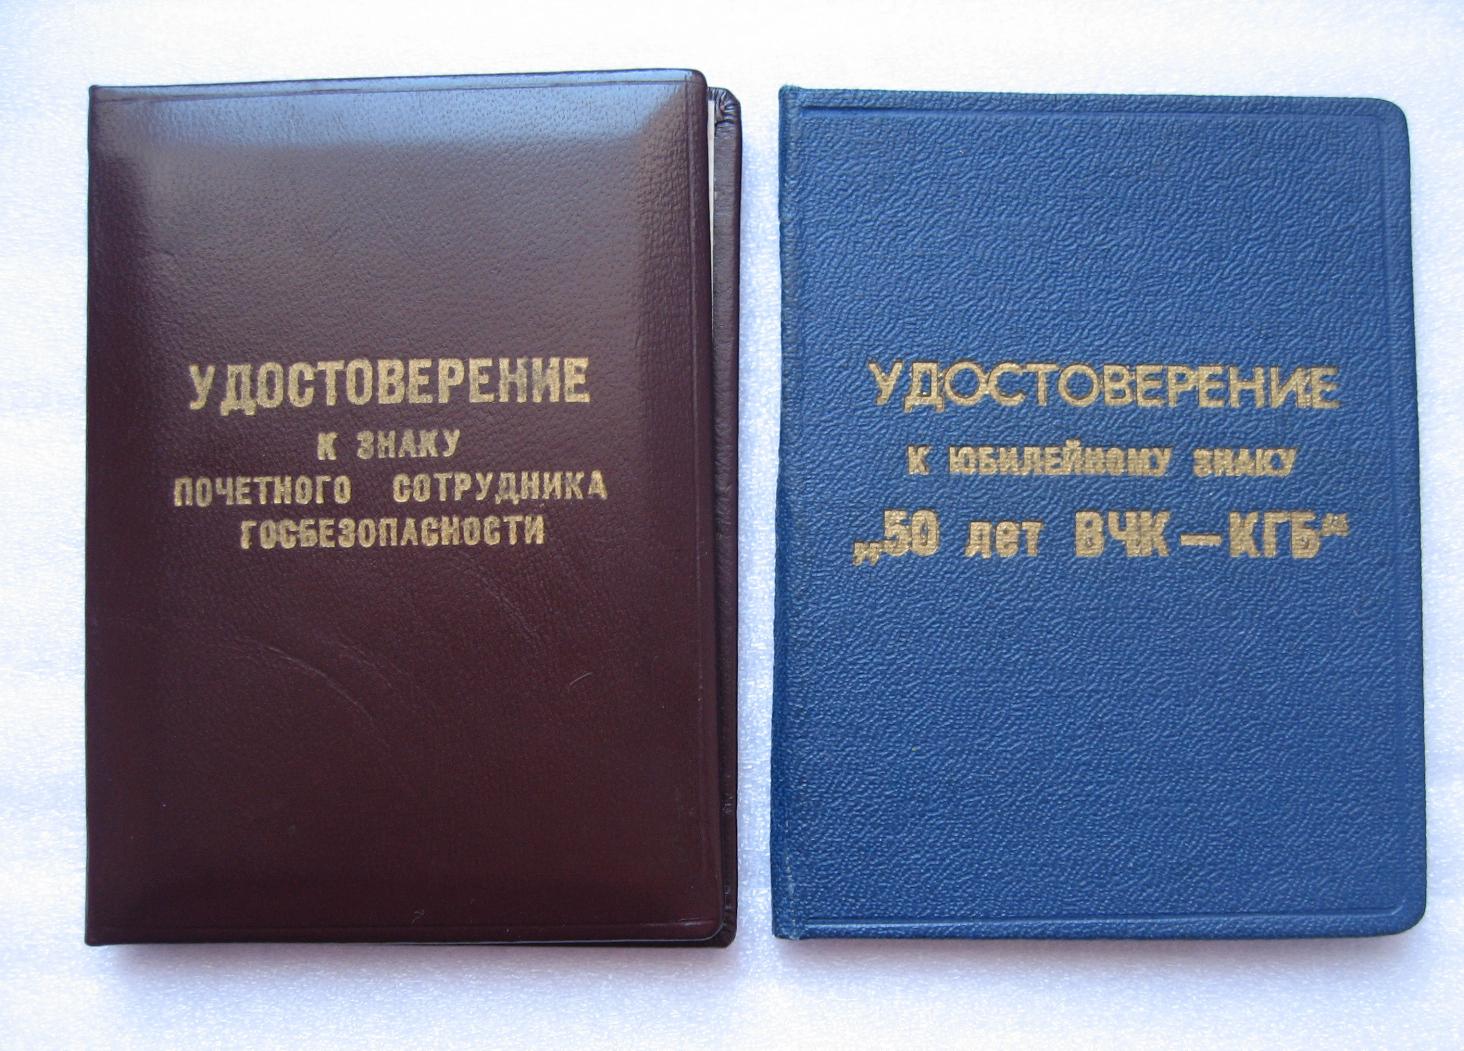 УДОСТОВЕРЕНИЕ
К ЗНАКУ
ПОЧЕТНОГО СОТРУДНИКА
ГОСБЕЗОПАСНОСТИ
УДОСТОВЕРЕНИЕ
К ЮБИЛЕЙНОМУ ЗНАКУ
„50 лет ВЧК — КГБ“